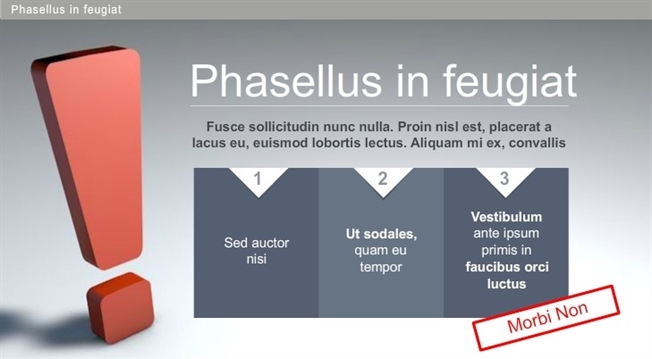 Phasellus in feugiat
Phasellus in feugiat
Fusce sollicitudin nunc nulla. Proin nisl est, placerat a
lacus eu, euismod lobortis lectus. Aliquam mi ex, convallis
1
Sed auctor
nisi
2
Ut sodales,
quam eu
tempor
3
Vestibulum
ante ipsum
primis in
faucibus orci
luctus
Morbi Non